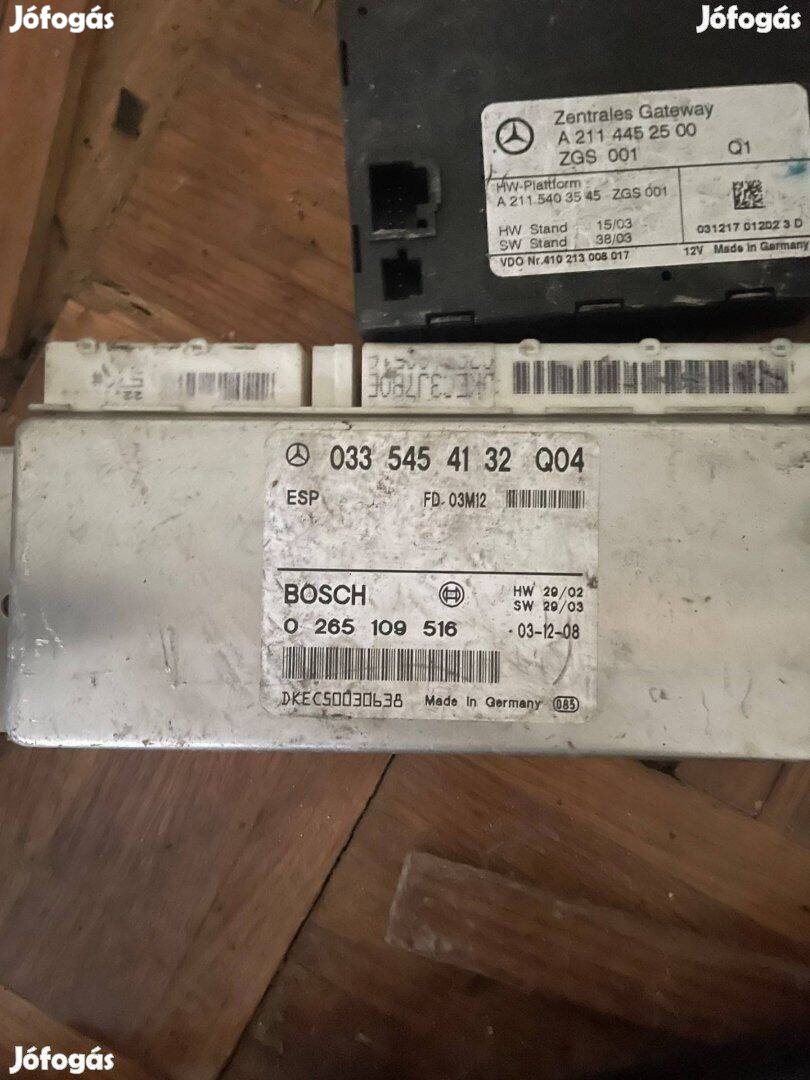 Jófogás
Jófogás
Zentrales Gateway
A 211 445 25 00
ZGS 001 Q1
HW-Plattform
A 211 540 35 45 ZGS 001
HW Stand 15/03
SW Stand 38/03
031217 01202 3 D
VDO Nr.410 213 008 017
12V Made in Germany
033 545 41 32 Q04
ESP FD 03M12
BOSCH
HW 29/02
SW 29/03
0 265 109 516 03-12-08
DKEC50030638 Made in Germany 085
Jófogás
Jófogás